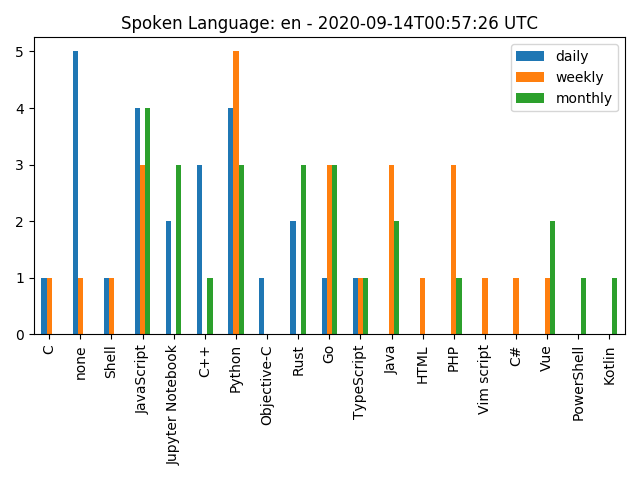 Spoken Language: en - 2020-09-14T00:57:26 UTC
daily
weekly
monthly
5
4
3
2
1
0
C
none
Shell
JavaScript
Jupyter Notebook
C++
Python
Objective-C
Rust
Go
TypeScript
Java
HTML
PHP
Vim script
C#
Vue
PowerShell
Kotlin